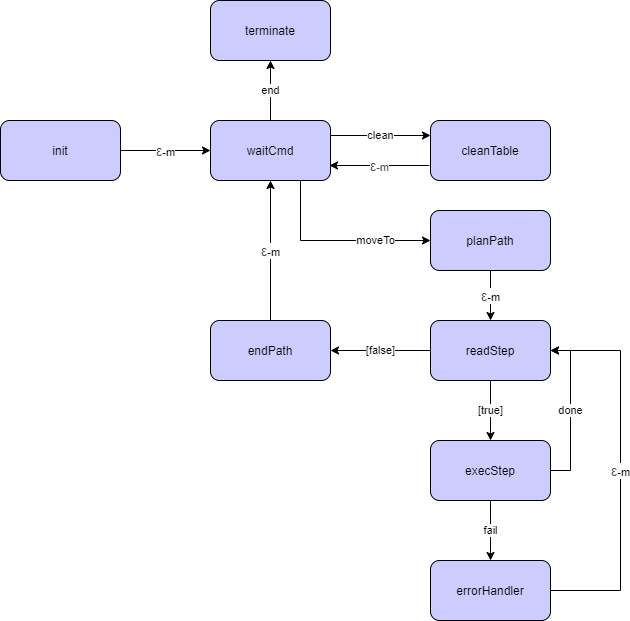 terminate
end
init
Ɛ-m
waitCmd
clean
Ɛ-m
cleanTable
moveTo
planPath
Ɛ-m
Ɛ-m
endPath
[false]
readStep
[true]
done
execStep
Ɛ-m
fail
errorHandler